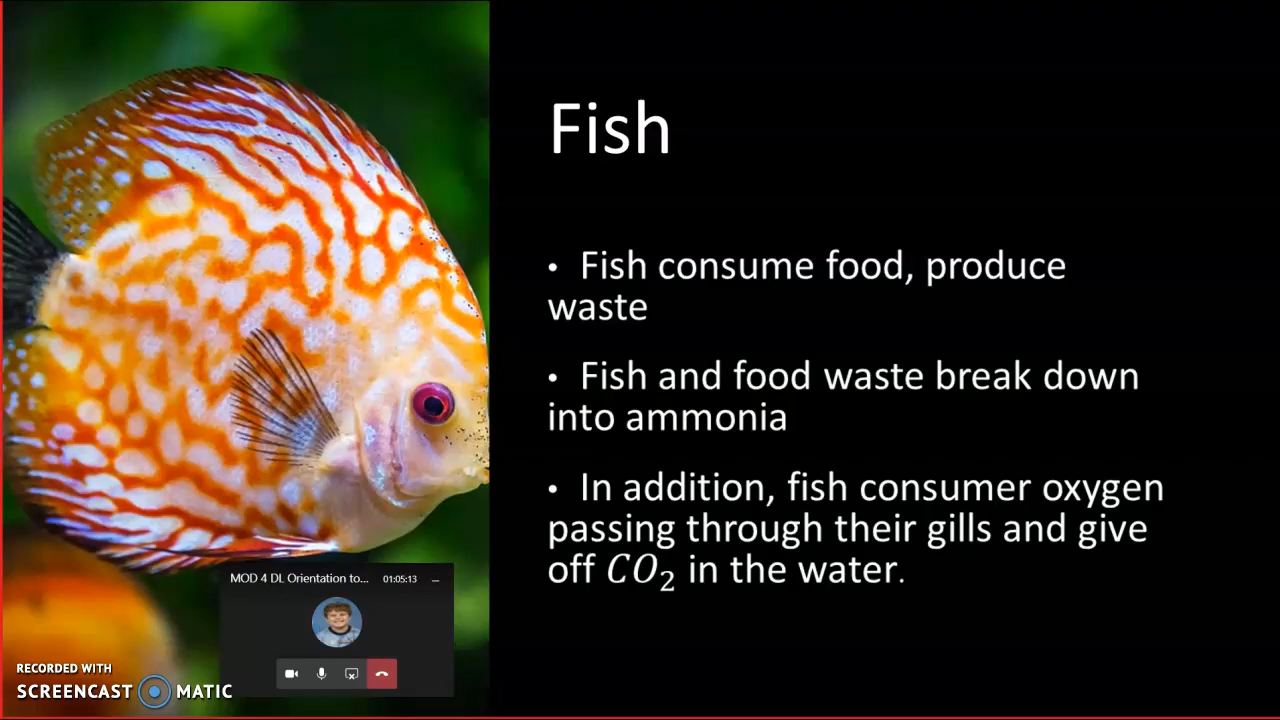 Fish
• Fish consume food, produce
waste
• Fish and food waste break down
into ammonia
• In addition, fish consumer oxygen
passing through their gills and give
off CO₂ in the water.
MOD 4 DL Orientation to... 01:05:13
RECORDED WITH
SCREENCAST MATIC